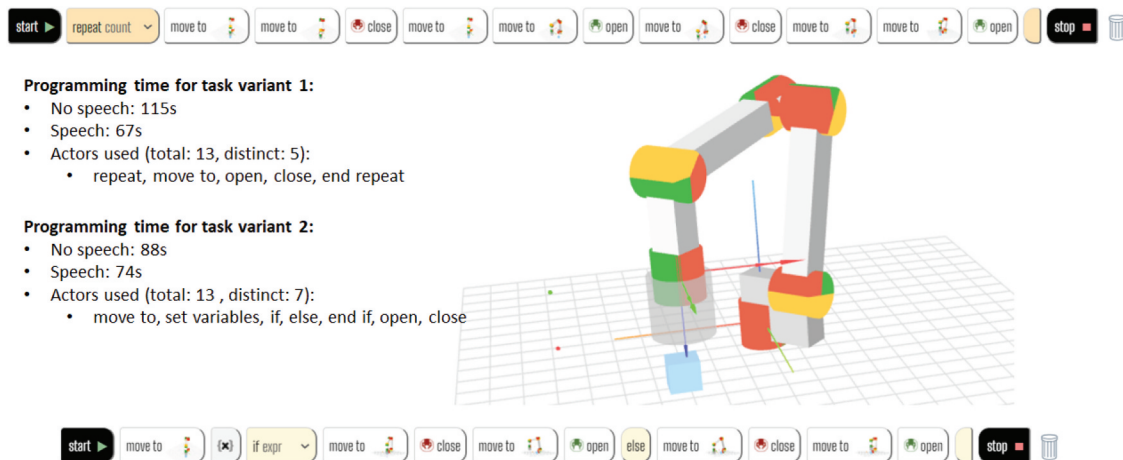 start repeat count move to move to close move to move to open move to close move to move to open stop
Programming time for task variant 1:
• No speech: 115s
• Speech: 67s
• Actors used (total: 13, distinct: 5):
• repeat, move to, open, close, end repeat
Programming time for task variant 2:
• No speech: 88s
• Speech: 74s
• Actors used (total: 13 , distinct: 7):
• move to, set variables, if, else, end if, open, close
start move to {x} if expr move to close move to open else move to close move to open stop